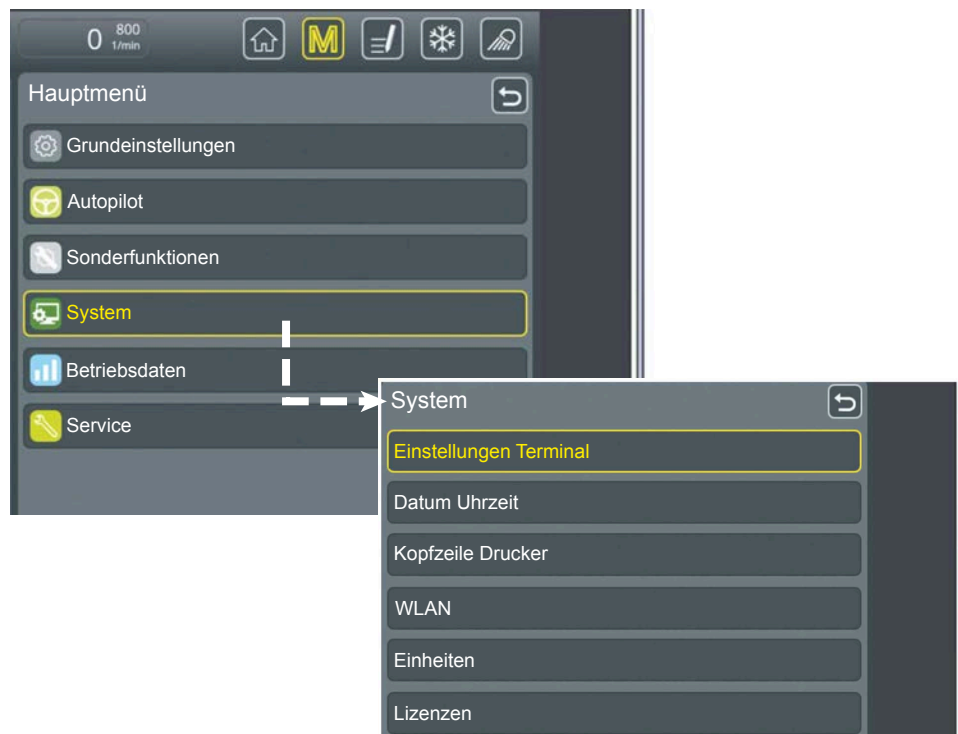 0 800
1/min
M
Hauptmenü
Grundeinstellungen
Autopilot
Sonderfunktionen
System
Betriebsdaten
Service
System
Einstellungen Terminal
Datum Uhrzeit
Kopfzeile Drucker
WLAN
Einheiten
Lizenzen